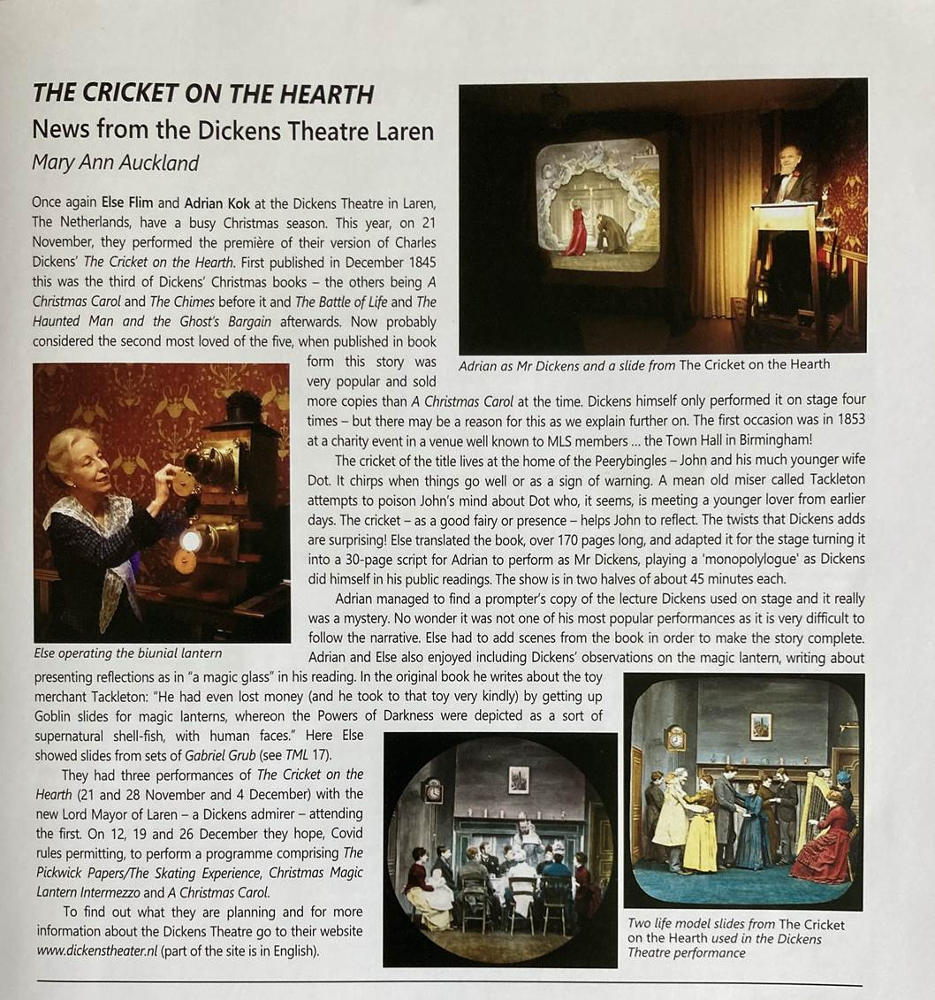 THE CRICKET ON THE HEARTH
News from the Dickens Theatre Laren
Mary Ann Auckland
Once again Else Flim and Adrian Kok at the Dickens Theatre in Laren,
The Netherlands, have a busy Christmas season. This year, on 21
November, they performed the première of their version of Charles
Dickens' The Cricket on the Hearth. First published in December 1845
this was the third of Dickens' Christmas books – the others being A
Christmas Carol and The Chimes before it and The Battle of Life and The
Haunted Man and the Ghost's Bargain afterwards. Now probably
considered the second most loved of the five, when published in book
form this story was
very popular and sold
more copies than A Christmas Carol at the time. Dickens himself only performed it on stage four
times – but there may be a reason for this as we explain further on. The first occasion was in 1853
at a charity event in a venue well known to MLS members ... the Town Hall in Birmingham!
The cricket of the title lives at the home of the Peerybingles – John and his much younger wife
Dot. It chirps when things go well or as a sign of warning. A mean old miser called Tackleton
attempts to poison John's mind about Dot who, it seems, is meeting a younger lover from earlier
days. The cricket – as a good fairy or presence – helps John to reflect. The twists that Dickens adds
are surprising! Else translated the book, over 170 pages long, and adapted it for the stage turning it
into a 30-page script for Adrian to perform as Mr Dickens, playing a 'monopolylogue' as Dickens
did himself in his public readings. The show is in two halves of about 45 minutes each.
Adrian managed to find a prompter's copy of the lecture Dickens used on stage and it really
was a mystery. No wonder it was not one of his most popular performances as it is very difficult to
follow the narrative. Else had to add scenes from the book in order to make the story complete.
Adrian and Else also enjoyed including Dickens' observations on the magic lantern, writing about
presenting reflections as in "a magic glass" in his reading. In the original book he writes about the toy
merchant Tackleton: "He had even lost money (and he took to that toy very kindly) by getting up
Goblin slides for magic lanterns, whereon the Powers of Darkness were depicted as a sort of
supernatural shell-fish, with human faces." Here Else
showed slides from sets of Gabriel Grub (see TML 17).
They had three performances of The Cricket on the
Hearth (21 and 28 November and 4 December) with the
new Lord Mayor of Laren – a Dickens admirer – attending
the first. On 12, 19 and 26 December they hope, Covid
rules permitting, to perform a programme comprising The
Pickwick Papers/The Skating Experience, Christmas Magic
Lantern Intermezzo and A Christmas Carol.
To find out what they are planning and for more
information about the Dickens Theatre go to their website
www.dickenstheater.nl (part of the site is in English).
Adrian as Mr Dickens and a slide from The Cricket on the Hearth
Else operating the biunial lantern
Two life model slides from The Cricket
on the Hearth used in the Dickens
Theatre performance